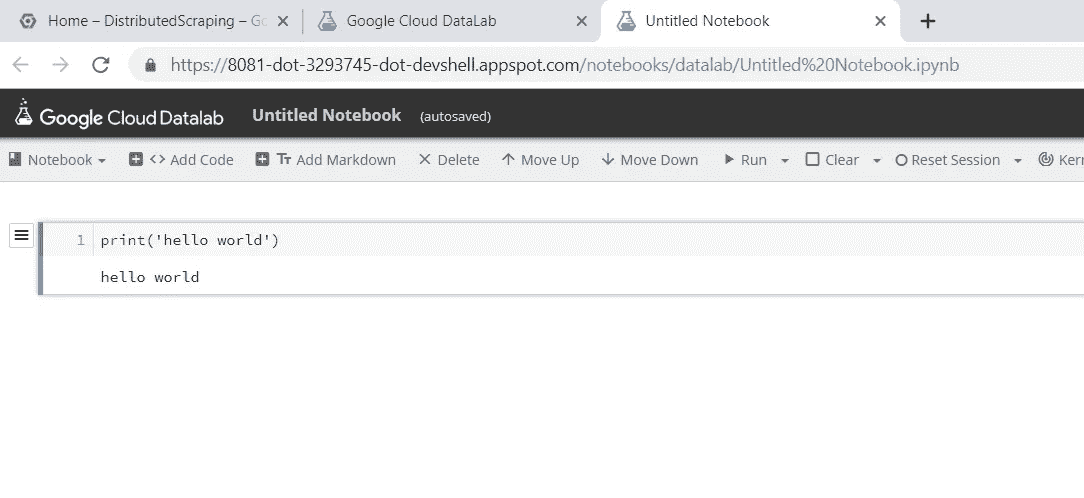 Home – DistributedScraping – Go
Google Cloud DataLab
Untitled Notebook
https://8081-dot-3293745-dot-devshell.appspot.com/notebooks/datalab/Untitled%20Notebook.ipynb
Google Cloud Datalab Untitled Notebook (autosaved)
Notebook <> Add Code Tт Add Markdown Delete Move Up Move Down Run Clear Reset Session Kern
1 print('hello world')
hello world